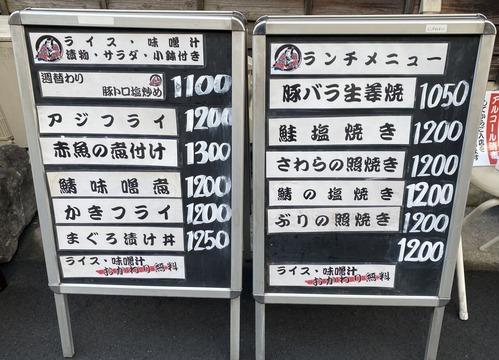 ライス・味噌汁
漬物・サラダ・小鉢付き
週替わり
豚トロ塩炒め 1100
アジフライ 1200
赤魚の煮付け 1300
鯖味噌煮 1200
かきフライ 1200
まぐろ漬け丼 1250
ライス・味噌汁
おかわり無料
ランチメニュー
豚バラ生姜焼 1050
鮭塩焼き 1200
さわらの照焼き 1200
鯖の塩焼き 1200
ぶりの照焼き 1200
1200
ライス・味噌汁
おかわり無料